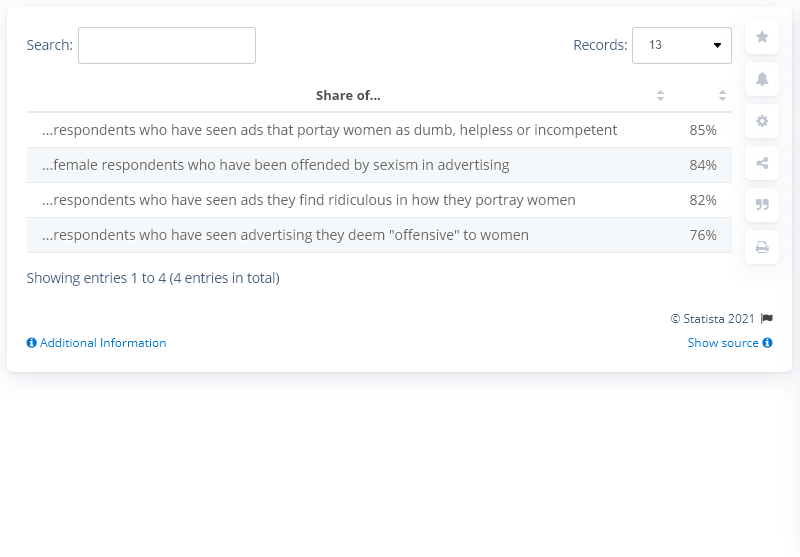 Search:
Records: 13
Share of...
...respondents who have seen ads that portay women as dumb, helpless or incompetent 85%
...female respondents who have been offended by sexism in advertising 84%
...respondents who have seen ads they find ridiculous in how they portray women 82%
...respondents who have seen advertising they deem "offensive" to women 76%
Showing entries 1 to 4 (4 entries in total)
© Statista 2021
Additional Information
Show source